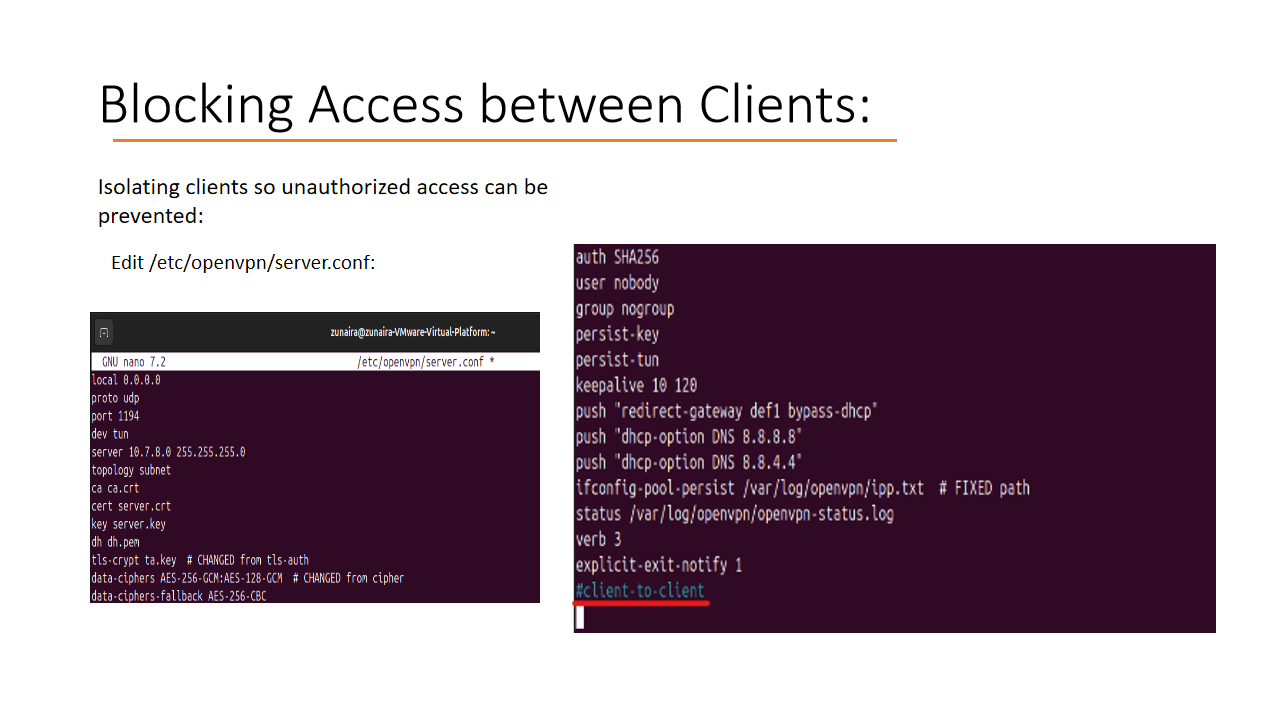 Blocking Access between Clients:
Isolating clients so unauthorized access can be
prevented:
Edit /etc/openvpn/server.conf:
zunaira@zunaira-VMware-Virtual-Platform: ~
GNU nano 7.2 /etc/openvpn/server.conf *
local 0.0.0.0
proto udp
port 1194
dev tun
server 10.7.8.0 255.255.255.0
topology subnet
ca ca.crt
cert server.crt
key server.key
dh dh.pem
tls-crypt ta.key # CHANGED from tls-auth
data-ciphers AES-256-GCM:AES-128-GCM # CHANGED from cipher
data-ciphers-fallback AES-256-CBC
auth SHA256
user nobody
group nogroup
persist-key
persist-tun
keepalive 10 120
push "redirect-gateway def1 bypass-dhcp"
push "dhcp-option DNS 8.8.8.8"
push "dhcp-option DNS 8.8.4.4"
ifconfig-pool-persist /var/log/openvpn/ipp.txt # FIXED path
status /var/log/openvpn/openvpn-status.log
verb 3
explicit-exit-notify 1
#client-to-client